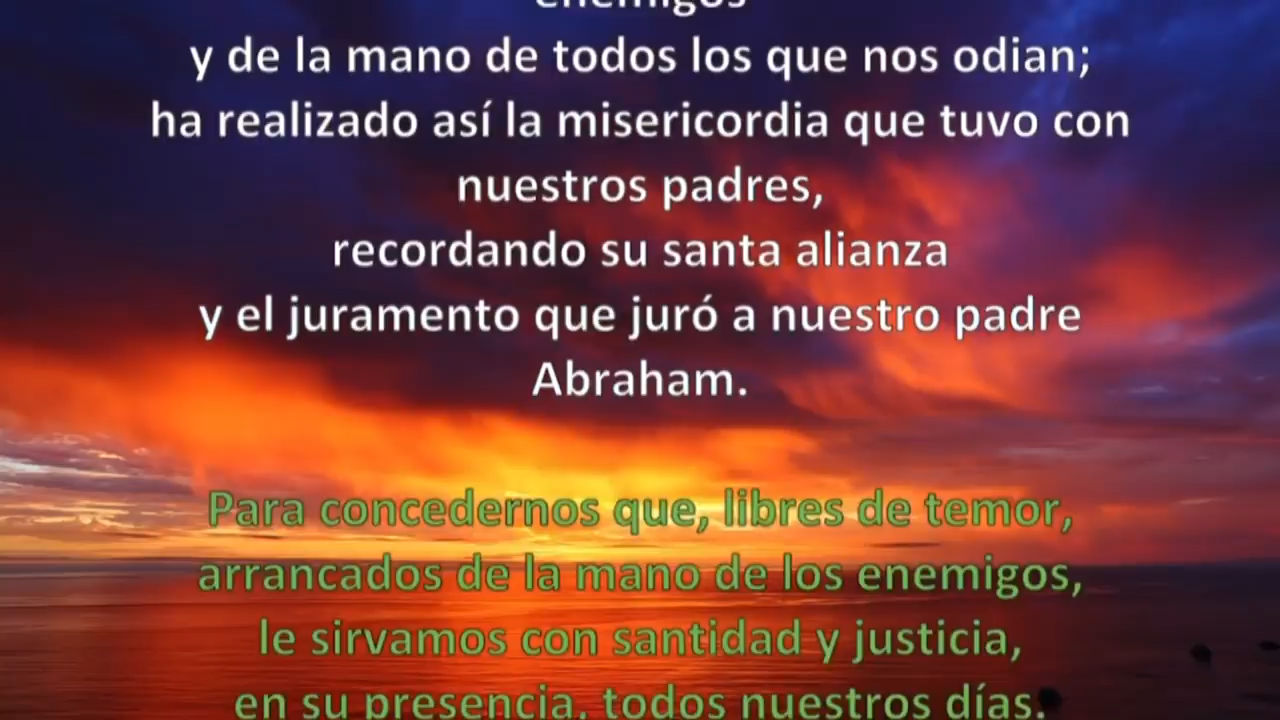 enemigos
y de la mano de todos los que nos odian;
ha realizado así la misericordia que tuvo con
nuestros padres,
recordando su santa alianza
y el juramento que juró a nuestro padre
Abraham.
Para concedernos que, libres de temor,
arrancados de la mano de los enemigos,
le sirvamos con santidad y justicia,
en su presencia, todos nuestros días.